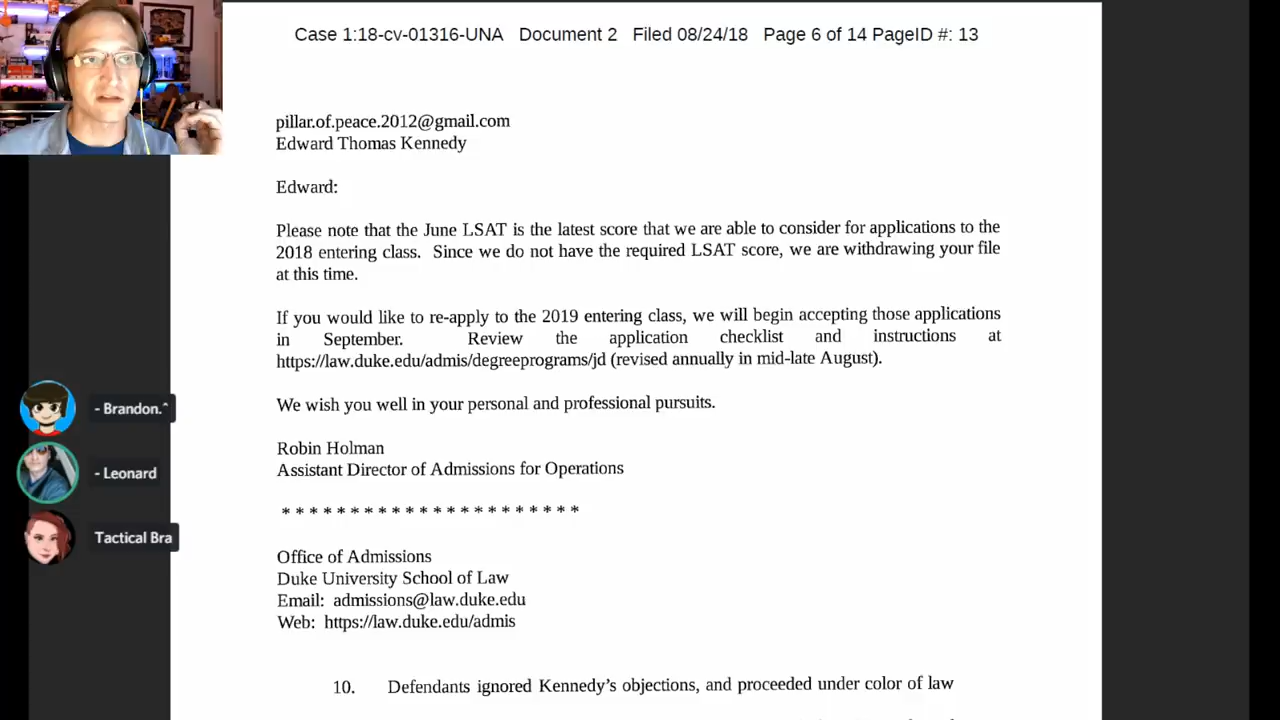 Case 1:18-cv-01316-UNA Document 2 Filed 08/24/18 Page 6 of 14 PageID #: 13
pillar.of.peace.2012@gmail.com
Edward Thomas Kennedy
Edward:
Please note that the June LSAT is the latest score that we are able to consider for applications to the
2018 entering class. Since we do not have the required LSAT score, we are withdrawing your file
at this time.
If you would like to re-apply to the 2019 entering class, we will begin accepting those applications
in September. Review the application checklist and instructions at
https://law.duke.edu/admis/degreeprograms/jd (revised annually in mid-late August).
We wish you well in your personal and professional pursuits.
Robin Holman
Assistant Director of Admissions for Operations
* * * * * * * * * * * * * * * * * * * * * *
Office of Admissions
Duke University School of Law
Email: admissions@law.duke.edu
Web: https://law.duke.edu/admis
10. Defendants ignored Kennedy's objections, and proceeded under color of law
- Brandon.^
- Leonard
Tactical Bra